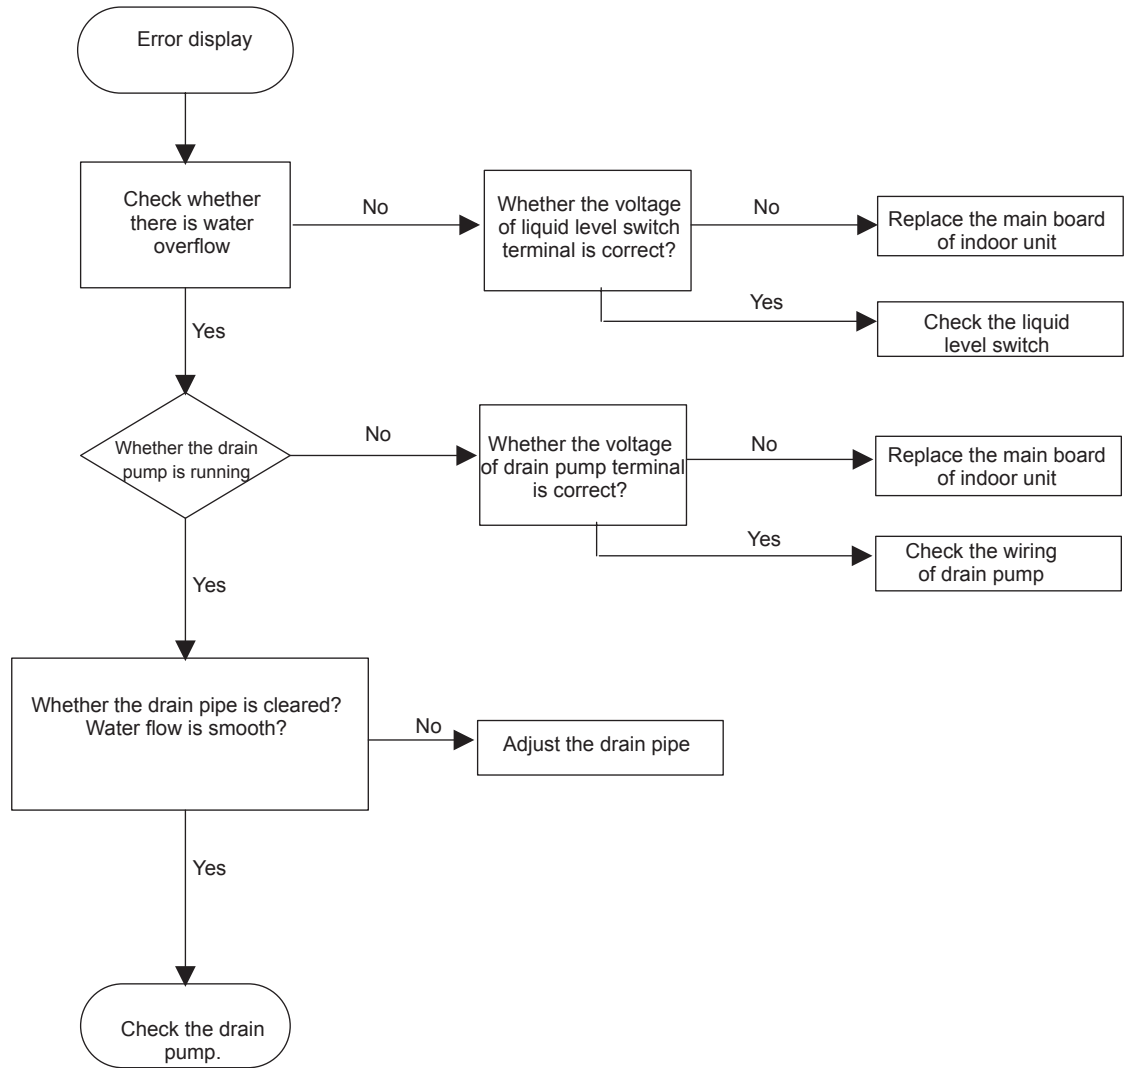 Error display
Check whether
there is water
overflow
No
Whether the voltage
of liquid level switch
terminal is correct?
No
Replace the main board
of indoor unit
Yes
Check the liquid
level switch
Yes
Whether the drain
pump is running
No
Whether the voltage
of drain pump terminal
is correct?
No
Replace the main board
of indoor unit
Yes
Check the wiring
of drain pump
Yes
Whether the drain pipe is cleared?
Water flow is smooth?
No
Adjust the drain pipe
Yes
Check the drain
pump.